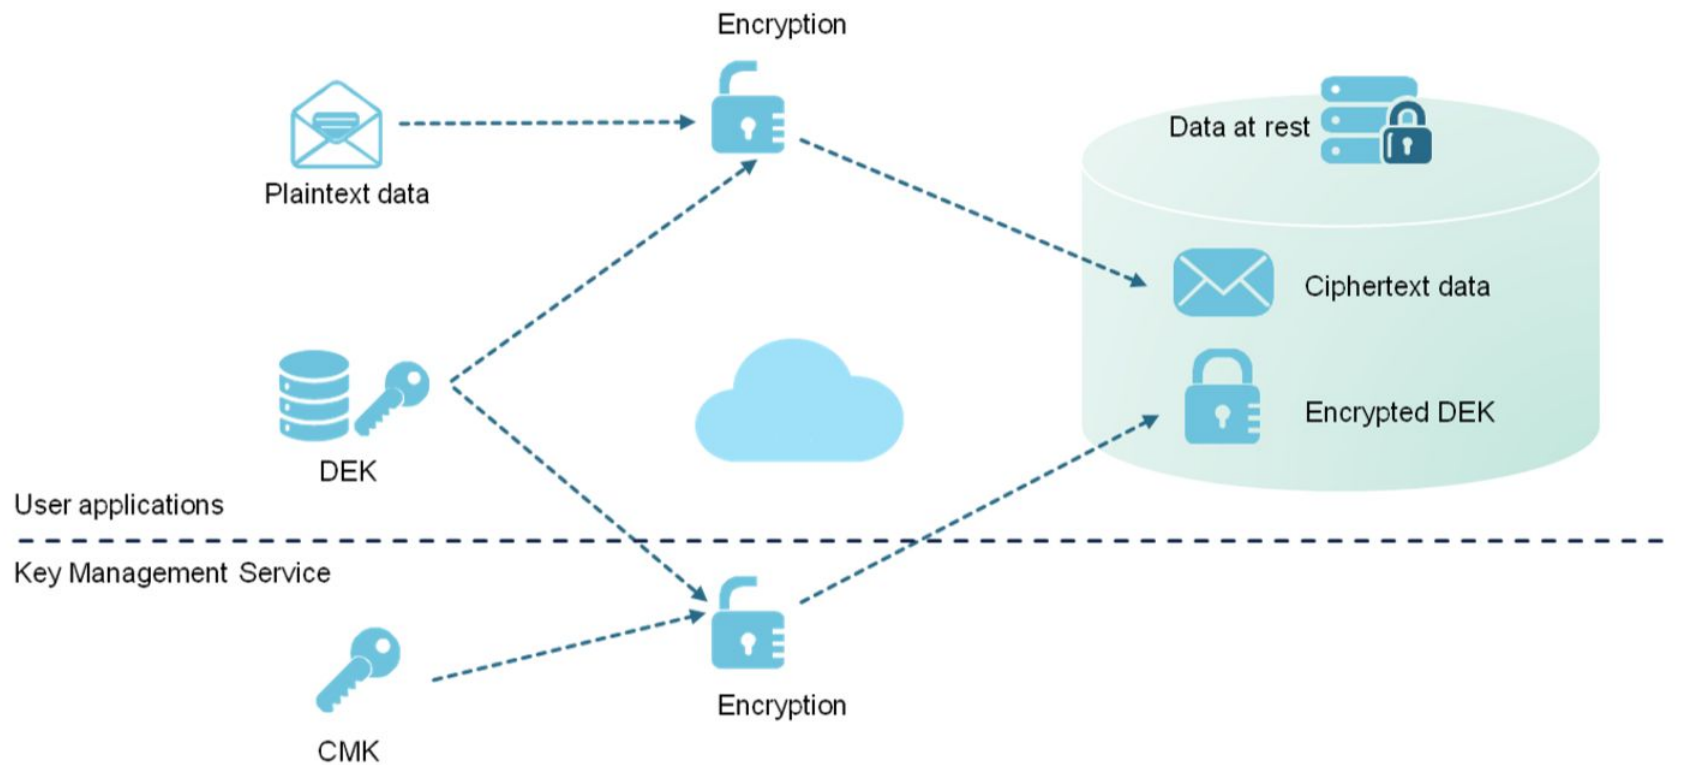 Encryption
Data at rest
Plaintext data
Ciphertext data
Encrypted DEK
DEK
User applications
Key Management Service
Encryption
CMK